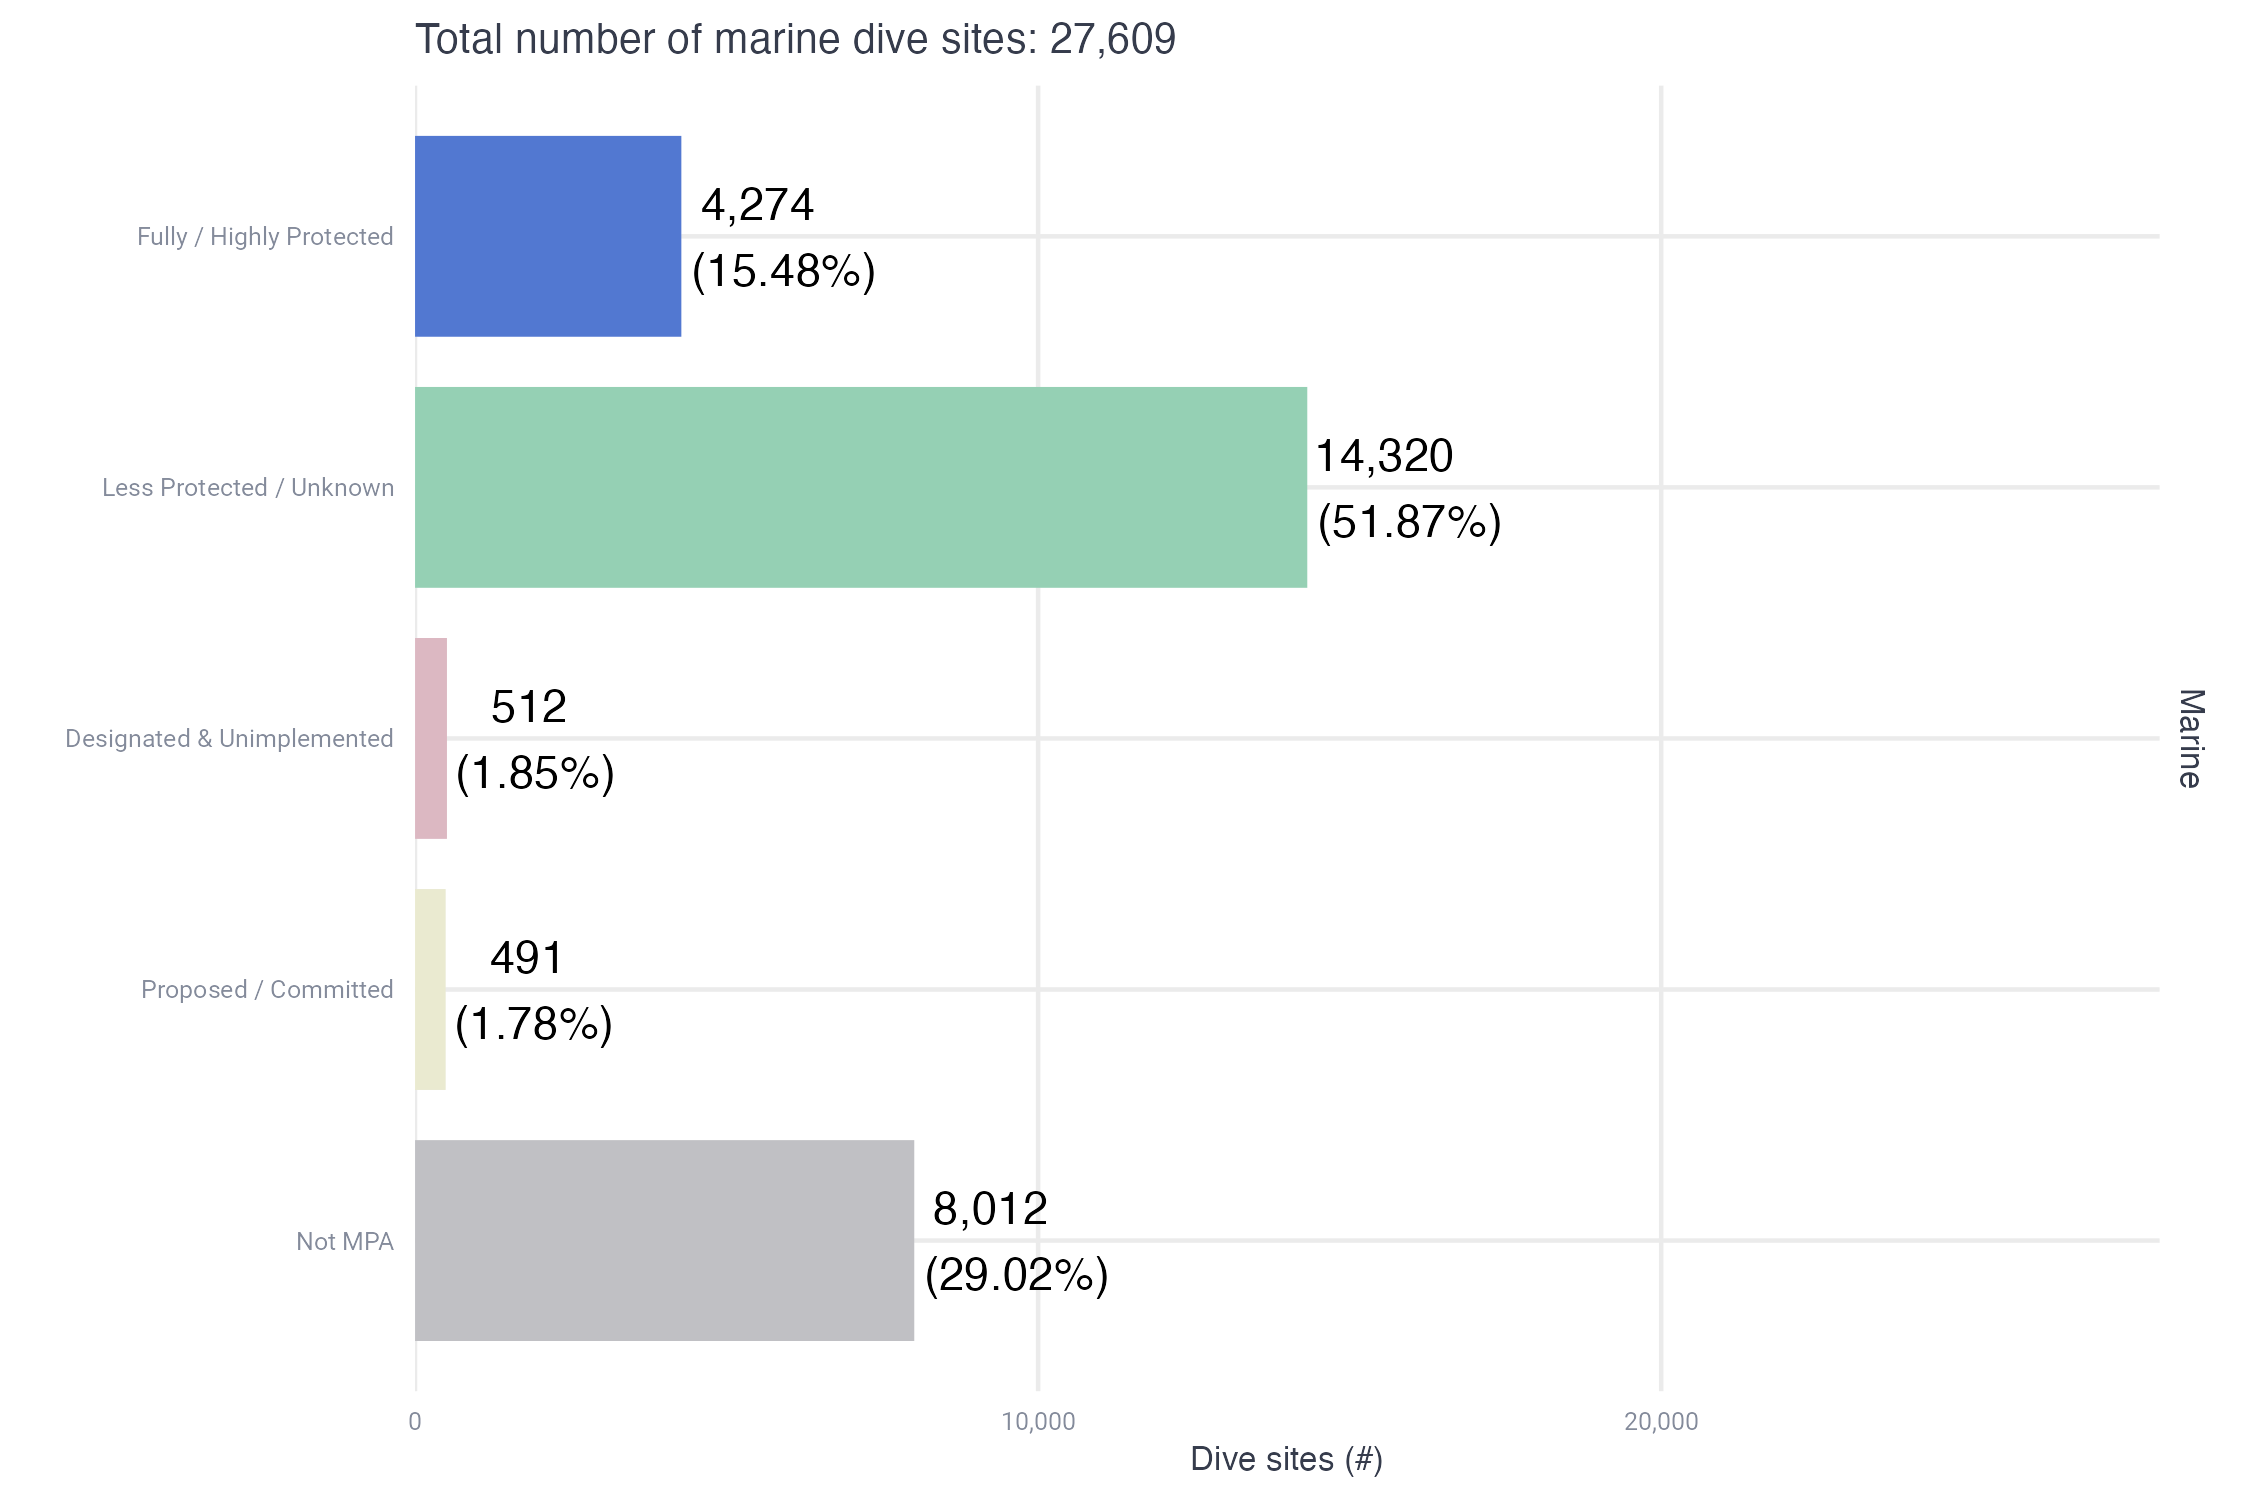 Total number of marine dive sites: 27,609
Fully / Highly Protected
4,274
(15.48%)
Less Protected / Unknown
14,320
(51.87%)
Designated & Unimplemented
512
(1.85%)
Proposed / Committed
491
(1.78%)
Not MPA
8,012
(29.02%)
Marine
0
10,000
20,000
Dive sites (#)